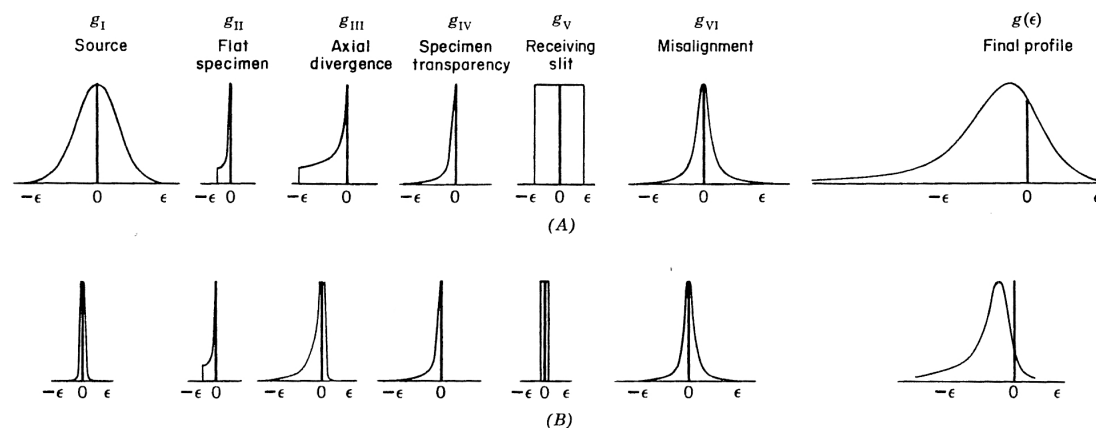 g_I g_II g_III g_IV g_V g_VI g(ϵ)
Source Flat specimen Axial divergence Specimen transparency Receiving slit Misalignment Final profile
−ϵ 0 ϵ −ϵ 0 −ϵ 0 −ϵ 0 −ϵ 0 ϵ −ϵ 0 ϵ −ϵ 0 ϵ
(A)
−ϵ 0 ϵ −ϵ 0 −ϵ 0 ϵ −ϵ 0 −ϵ 0 ϵ −ϵ 0 ϵ −ϵ 0 ϵ
(B)